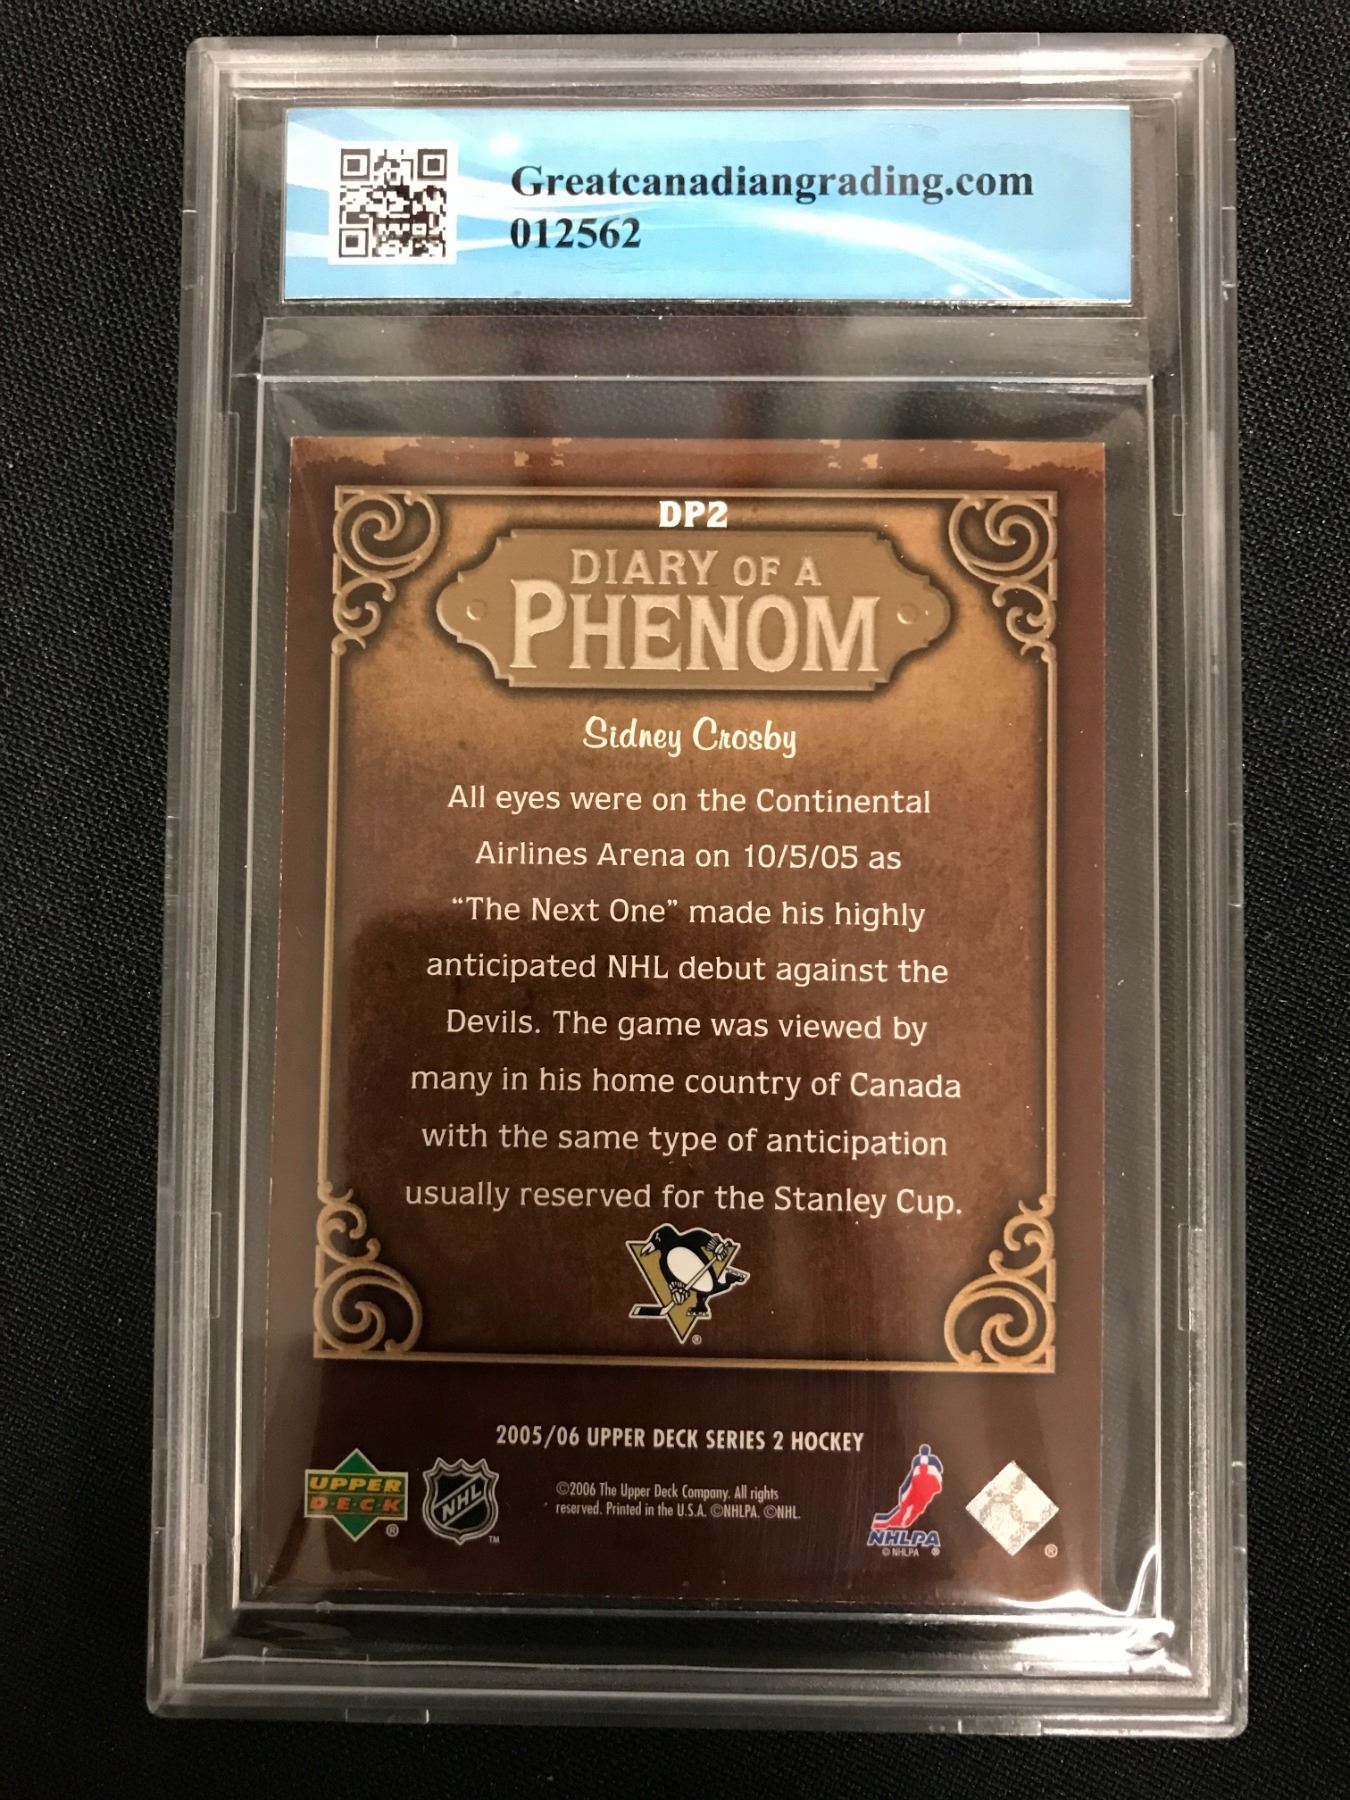 Greatcanadiangrading.com
012562
DP2
DIARY OF A
PHENOM
Sidney Crosby
All eyes were on the Continental
Airlines Arena on 10/5/05 as
“The Next One” made his highly
anticipated NHL debut against the
Devils. The game was viewed by
many in his home country of Canada
with the same type of anticipation
usually reserved for the Stanley Cup.
®
2005/06 UPPER DECK SERIES 2 HOCKEY
UPPER
D·E·C·K
®
NHL
™
©2006 The Upper Deck Company. All rights
reserved. Printed in the U.S.A. ©NHLPA. ©NHL.
NHLPA
© NHLPA ®
®